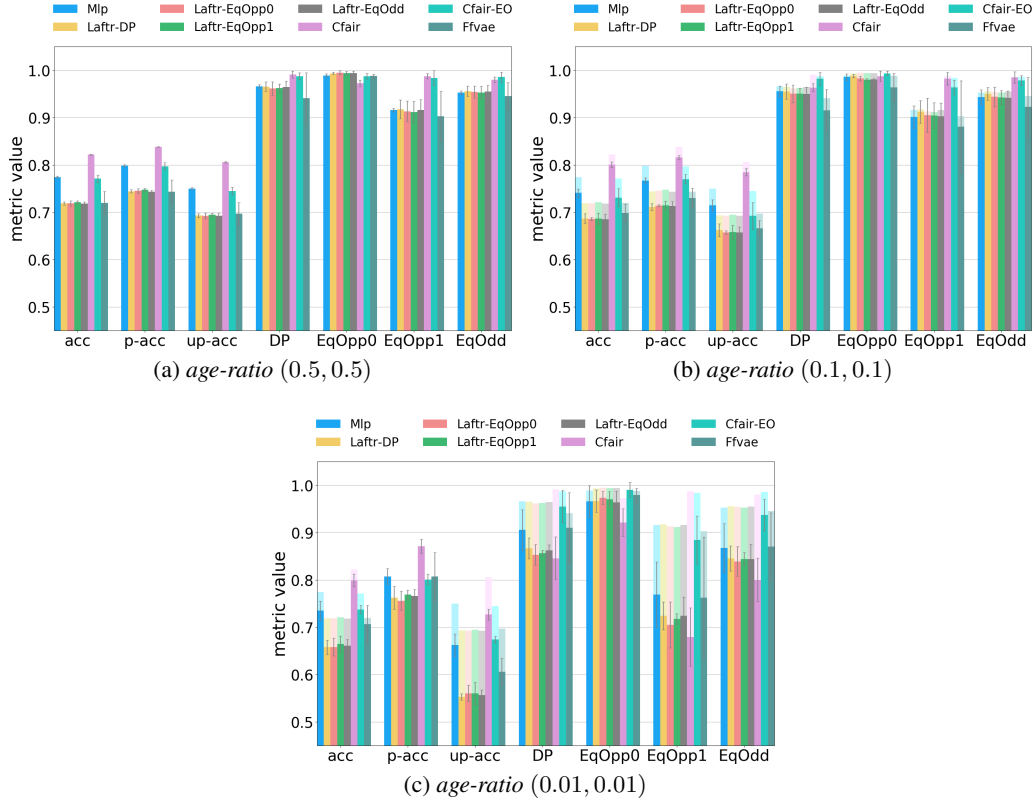 Mlp Laftr-EqOpp0 Laftr-EqOdd Cfair-EO
Laftr-DP Laftr-EqOpp1 Cfair Ffvae
metric value
1.0
0.9
0.8
0.7
0.6
0.5
acc p-acc up-acc DP EqOpp0 EqOpp1 EqOdd
(a) age-ratio (0.5, 0.5)
Mlp Laftr-EqOpp0 Laftr-EqOdd Cfair-EO
Laftr-DP Laftr-EqOpp1 Cfair Ffvae
metric value
1.0
0.9
0.8
0.7
0.6
0.5
acc p-acc up-acc DP EqOpp0 EqOpp1 EqOdd
(b) age-ratio (0.1, 0.1)
Mlp Laftr-EqOpp0 Laftr-EqOdd Cfair-EO
Laftr-DP Laftr-EqOpp1 Cfair Ffvae
metric value
1.0
0.9
0.8
0.7
0.6
0.5
acc p-acc up-acc DP EqOpp0 EqOpp1 EqOdd
(c) age-ratio (0.01, 0.01)